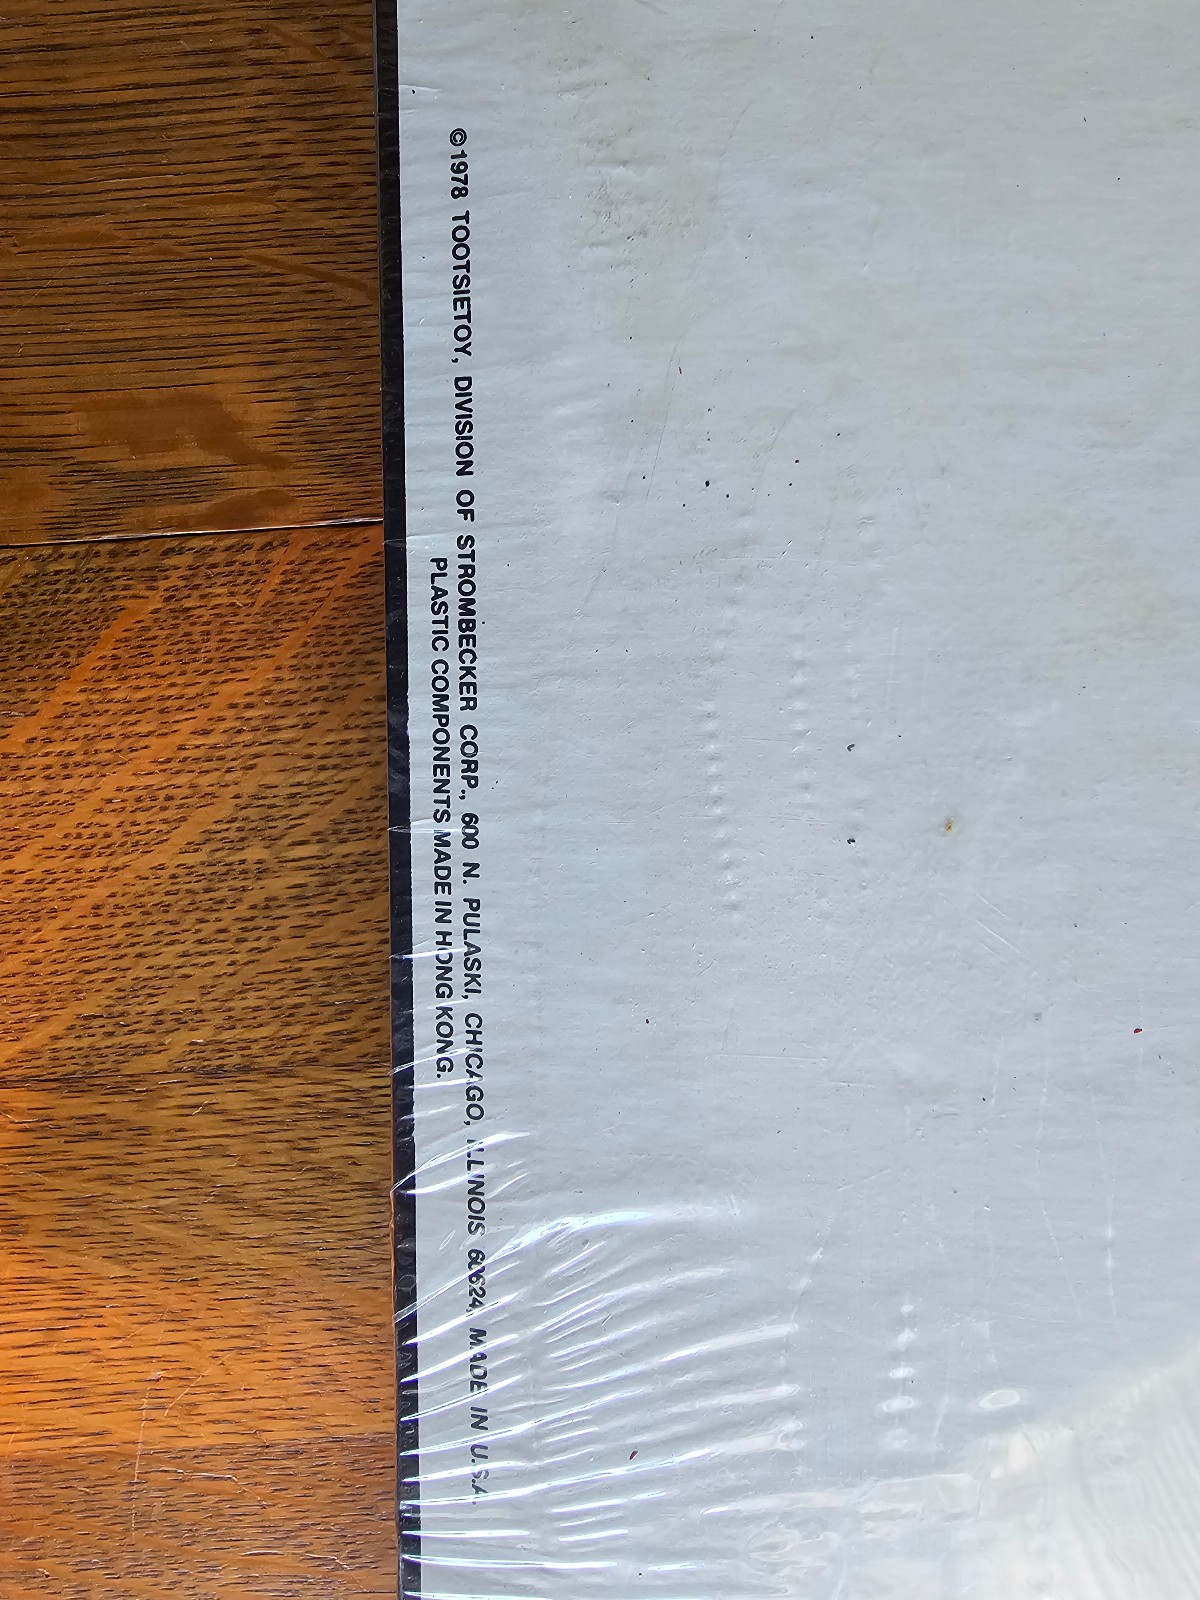 ©1978 TOOTSIETOY, DIVISION OF STROMBECKER CORP., 600 N. PULASKI, CHICAGO, ILLINOIS 60624, MADE IN U.S.A.
PLASTIC COMPONENTS MADE IN HONG KONG.